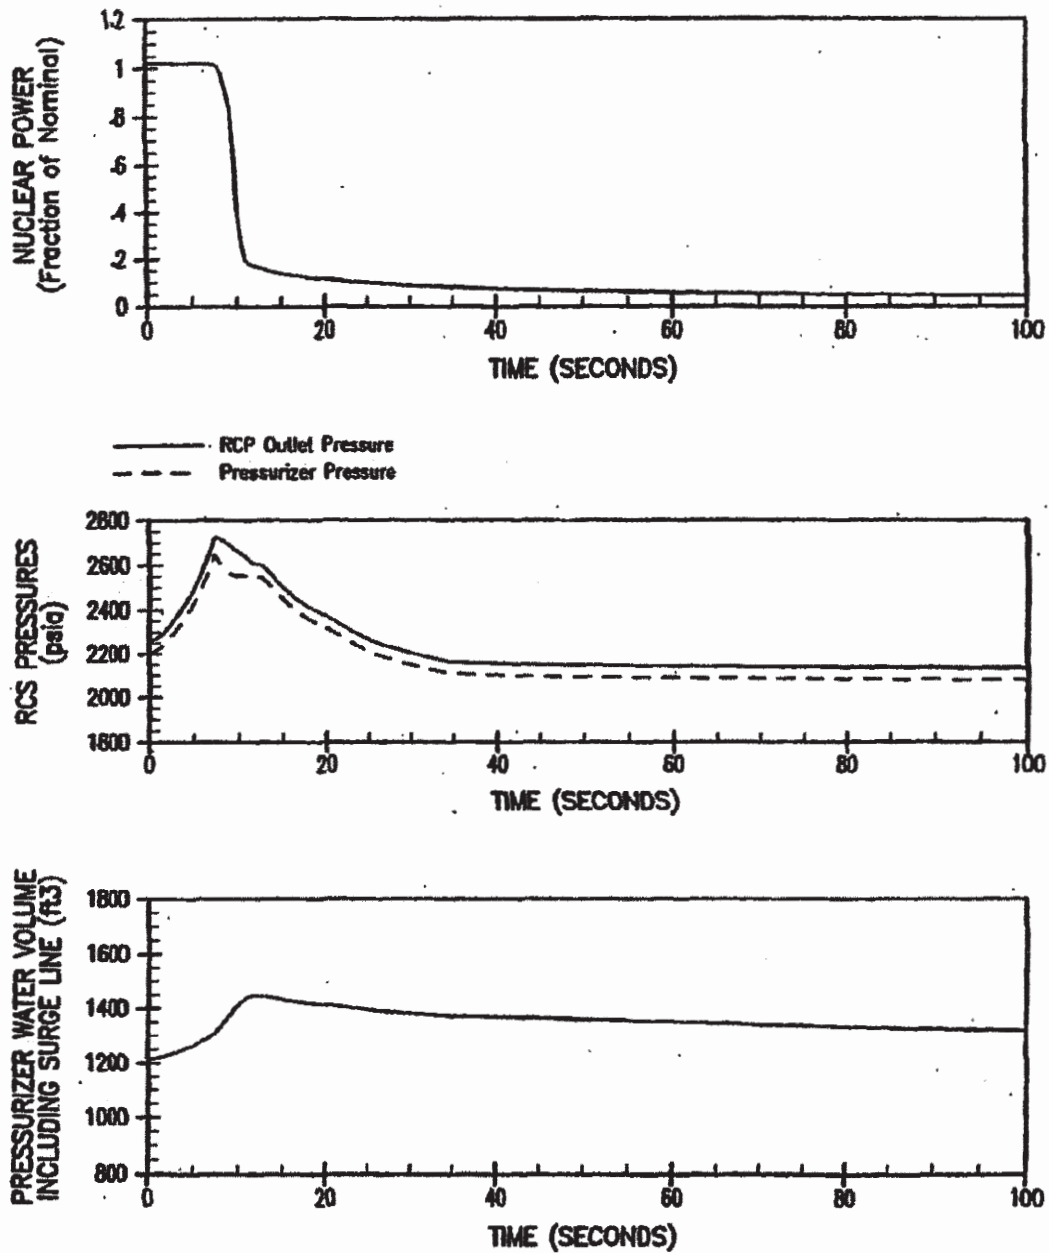 NUCLEAR POWER
(Fraction of Nominal)
1.2
1
.8
.6
.4
.2
0
0 20 40 60 80 100
TIME (SECONDS)
RCP Outlet Pressure
Pressurizer Pressure
RCS PRESSURES
(psia)
2800
2600
2400
2200
2000
1800
0 20 40 60 80 100
TIME (SECONDS)
PRESSURIZER WATER VOLUME
INCLUDING SURGE LINE (ft3)
1800
1600
1400
1200
1000
800
0 20 40 60 80 100
TIME (SECONDS)